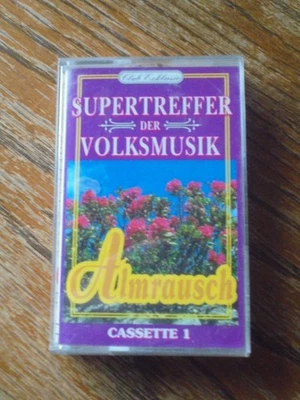 SUPERTREFFER
DER
VOLKSMUSIK
Almrausch
CASSETTE 1